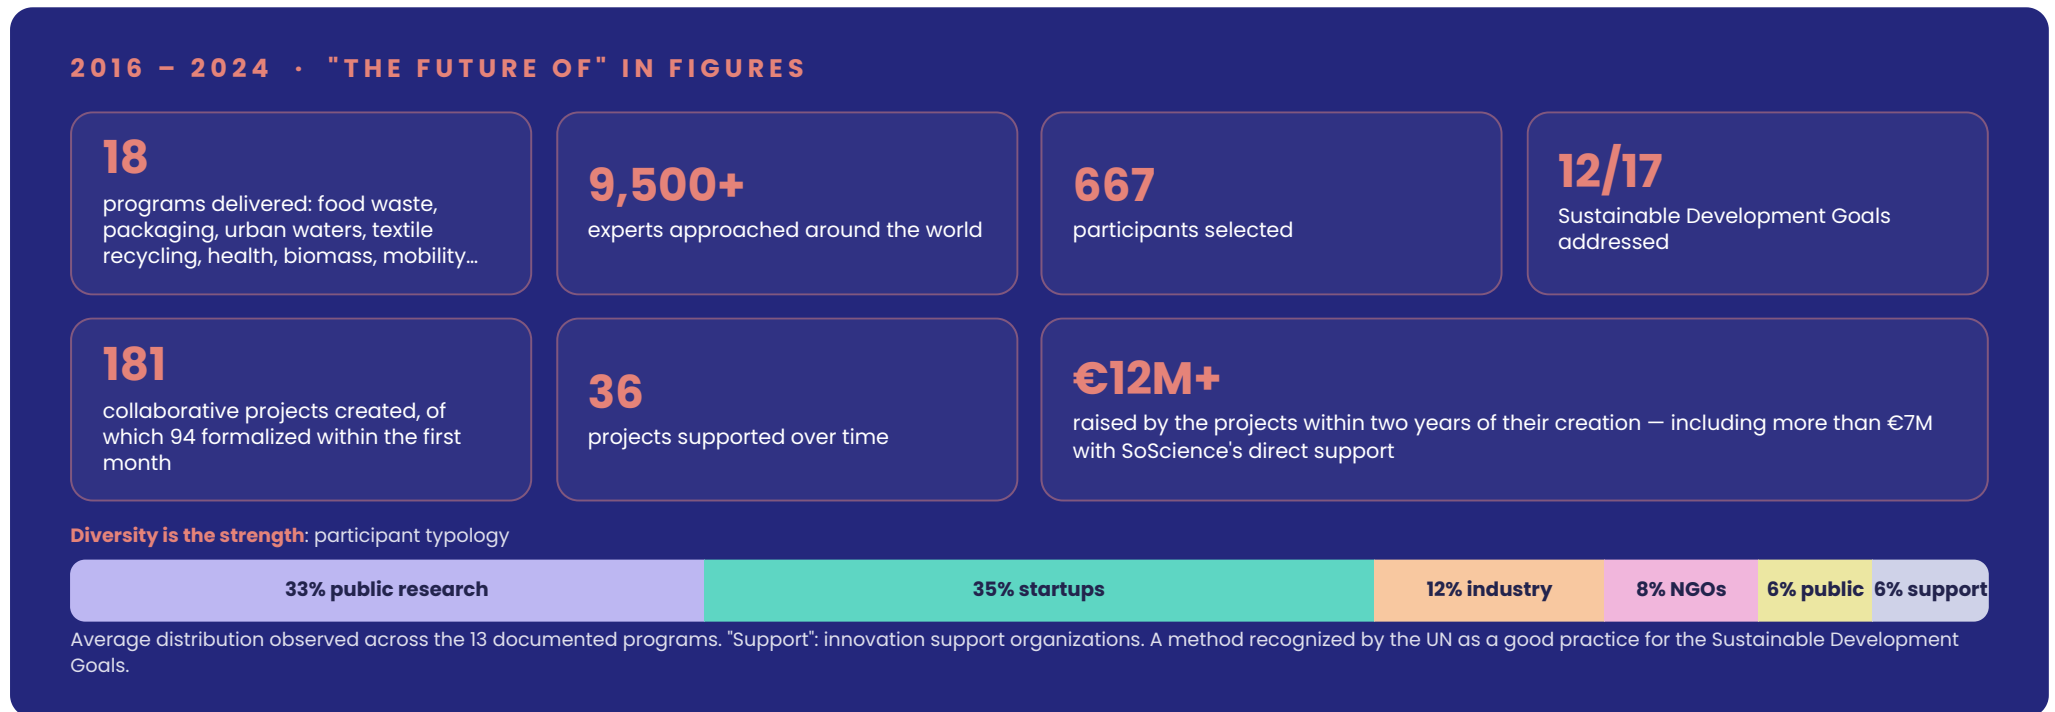 2016 – 2024 · "THE FUTURE OF" IN FIGURES
18
programs delivered: food waste,
packaging, urban waters, textile
recycling, health, biomass, mobility...
9,500+
experts approached around the world
667
participants selected
12/17
Sustainable Development Goals
addressed
181
collaborative projects created, of
which 94 formalized within the first
month
36
projects supported over time
€12M+
raised by the projects within two years of their creation — including more than €7M
with SoScience's direct support
Diversity is the strength: participant typology
33% public research
35% startups
12% industry
8% NGOs
6% public
6% support
Average distribution observed across the 13 documented programs. "Support": innovation support organizations. A method recognized by the UN as a good practice for the Sustainable Development
Goals.